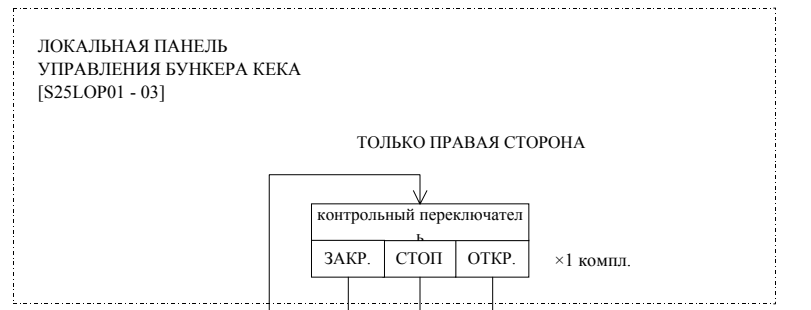 ЛОКАЛЬНАЯ ПАНЕЛЬ
УПРАВЛЕНИЯ БУНКЕРА КЕКА
[S25LOP01 - 03]
ТОЛЬКО ПРАВАЯ СТОРОНА
контрольный переключател
ь
ЗАКР. СТОП ОТКР. ×1 компл.